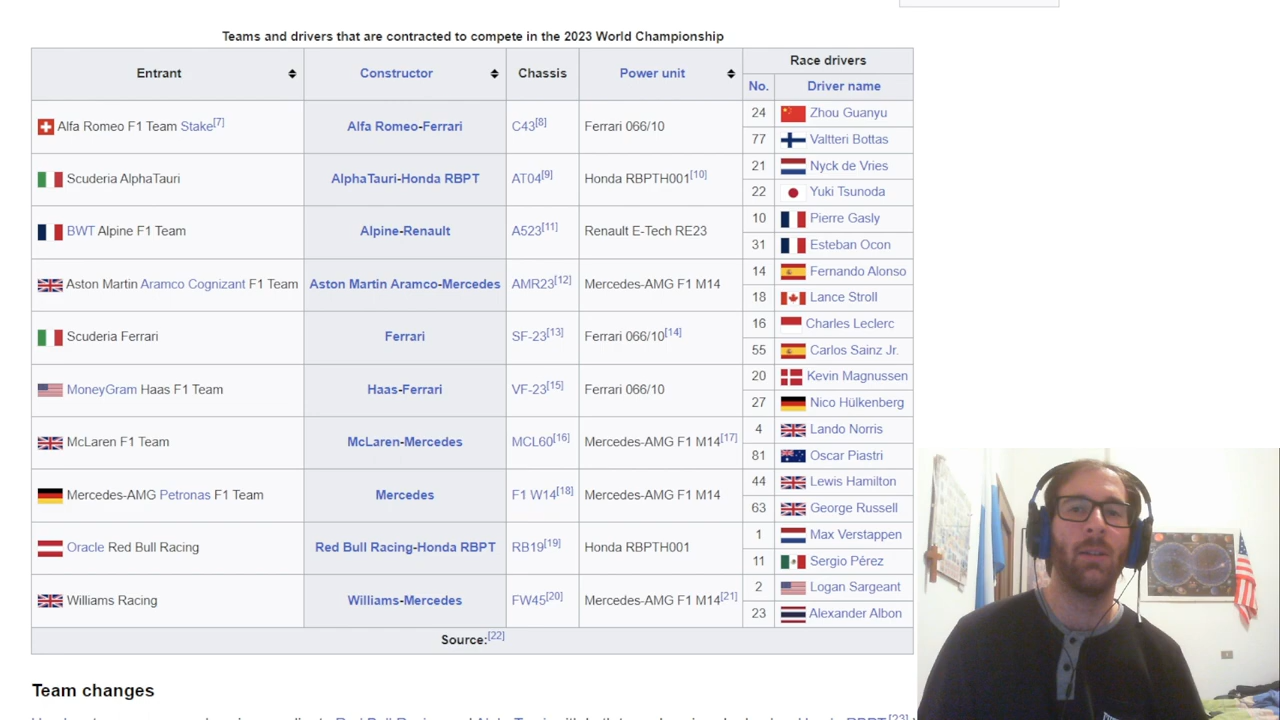 Teams and drivers that are contracted to compete in the 2023 World Championship
Entrant Constructor Chassis Power unit Race drivers
No. Driver name
Alfa Romeo F1 Team Stake[7] Alfa Romeo-Ferrari C43[8] Ferrari 066/10 24 Zhou Guanyu
77 Valtteri Bottas
Scuderia AlphaTauri AlphaTauri-Honda RBPT AT04[9] Honda RBPTH001[10] 21 Nyck de Vries
22 Yuki Tsunoda
BWT Alpine F1 Team Alpine-Renault A523[11] Renault E-Tech RE23 10 Pierre Gasly
31 Esteban Ocon
Aston Martin Aramco Cognizant F1 Team Aston Martin Aramco-Mercedes AMR23[12] Mercedes-AMG F1 M14 14 Fernando Alonso
18 Lance Stroll
Scuderia Ferrari Ferrari SF-23[13] Ferrari 066/10[14] 16 Charles Leclerc
55 Carlos Sainz Jr.
MoneyGram Haas F1 Team Haas-Ferrari VF-23[15] Ferrari 066/10 20 Kevin Magnussen
27 Nico Hülkenberg
McLaren F1 Team McLaren-Mercedes MCL60[16] Mercedes-AMG F1 M14[17] 4 Lando Norris
81 Oscar Piastri
Mercedes-AMG Petronas F1 Team Mercedes F1 W14[18] Mercedes-AMG F1 M14 44 Lewis Hamilton
63 George Russell
Oracle Red Bull Racing Red Bull Racing-Honda RBPT RB19[19] Honda RBPTH001 1 Max Verstappen
11 Sergio Pérez
Williams Racing Williams-Mercedes FW45[20] Mercedes-AMG F1 M14[21] 2 Logan Sargeant
23 Alexander Albon
Source:[22]
Team changes